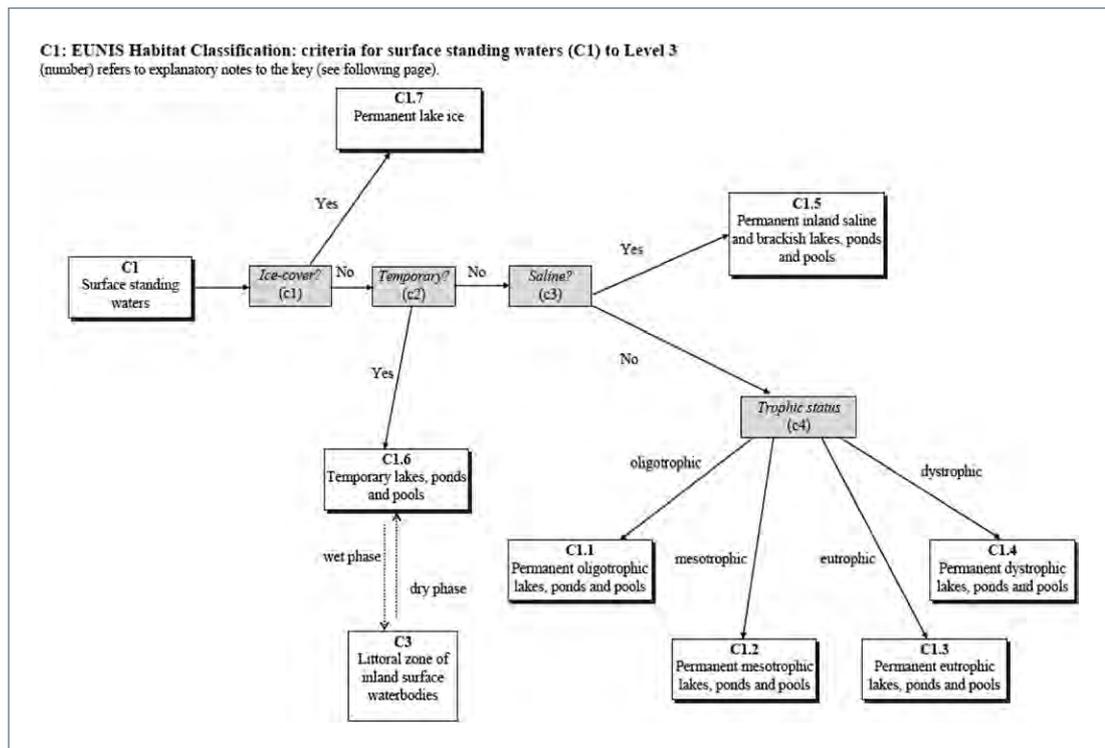 C1: EUNIS Habitat Classification: criteria for surface standing waters (C1) to Level 3
(number) refers to explanatory notes to the key (see following page).
C1.7
Permanent lake ice
Yes
C1.5
Permanent inland saline
and brackish lakes, ponds
and pools
Yes
C1
Surface standing
waters
Ice-cover?
(c1)
No
Temporary?
(c2)
No
Saline?
(c3)
No
Yes
Trophic status
(c4)
oligotrophic
dystrophic
C1.6
Temporary lakes, ponds
and pools
wet phase
dry phase
mesotrophic
eutrophic
C1.1
Permanent oligotrophic
lakes, ponds and pools
C1.4
Permanent dystrophic
lakes, ponds and pools
C3
Littoral zone of
inland surface
waterbodies
C1.2
Permanent mesotrophic
lakes, ponds and pools
C1.3
Permanent eutrophic
lakes, ponds and pools